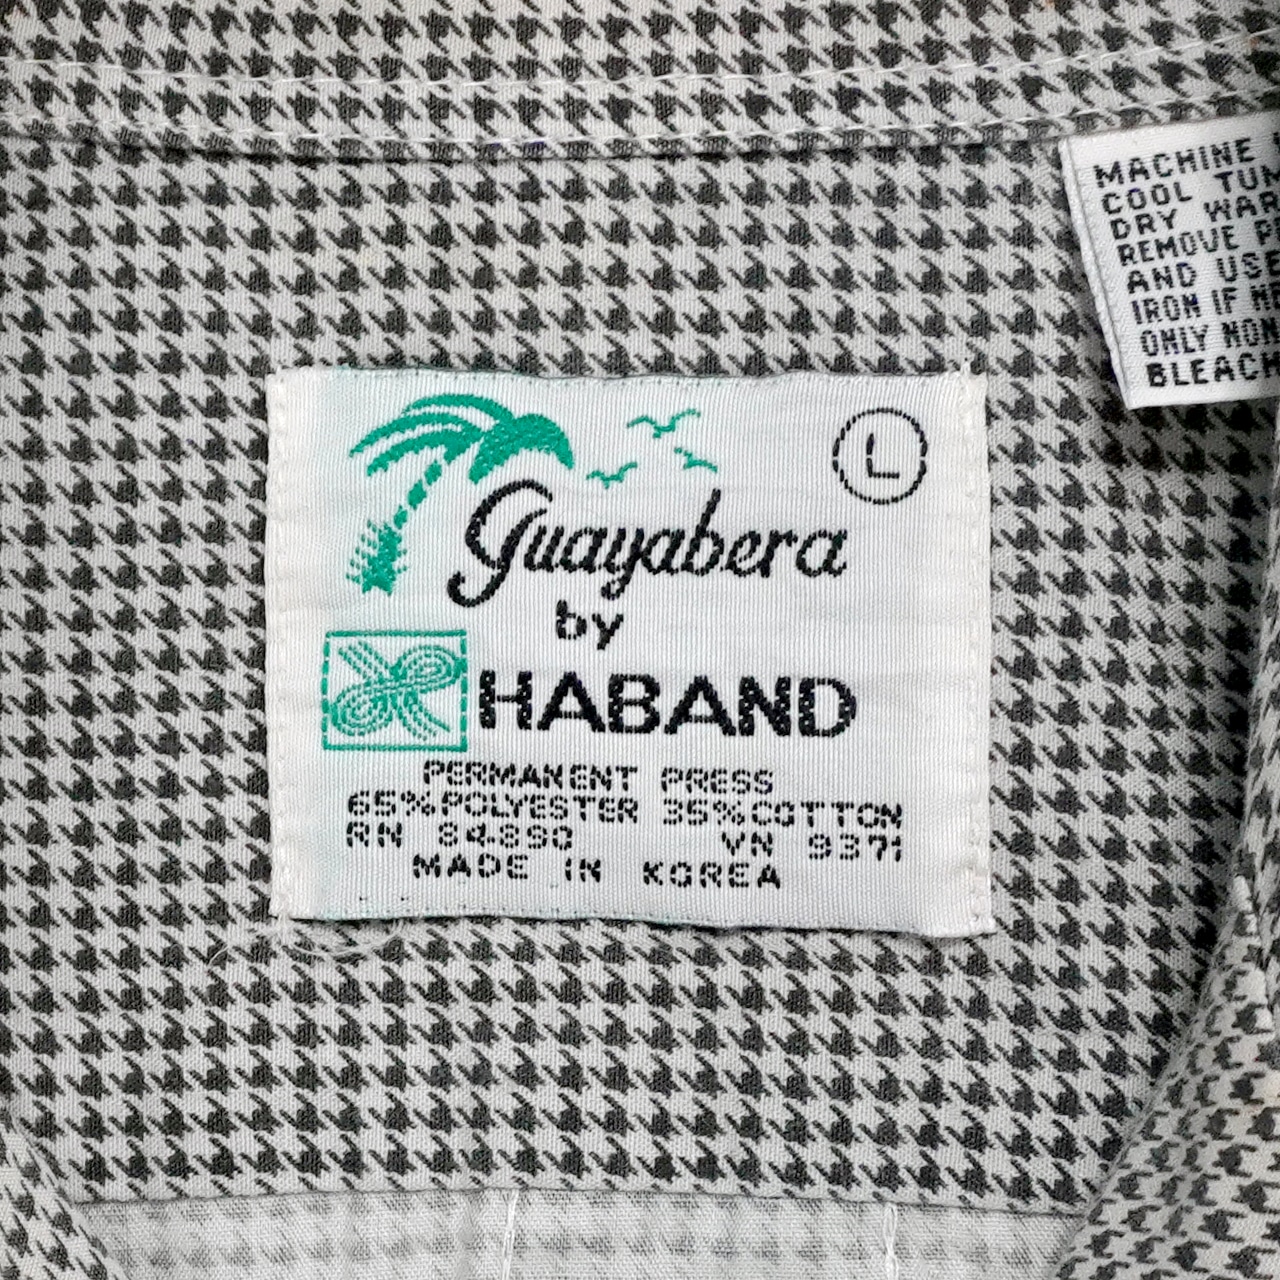 L
Guayabera
by
HABAND
PERMANENT PRESS
65% POLYESTER 35% COTTON
RN 84890 VN 9371
MADE IN KOREA
MACHINE
COOL TUM
DRY WAR
REMOVE P
AND USE
IRON IF NE
ONLY NON
BLEACH